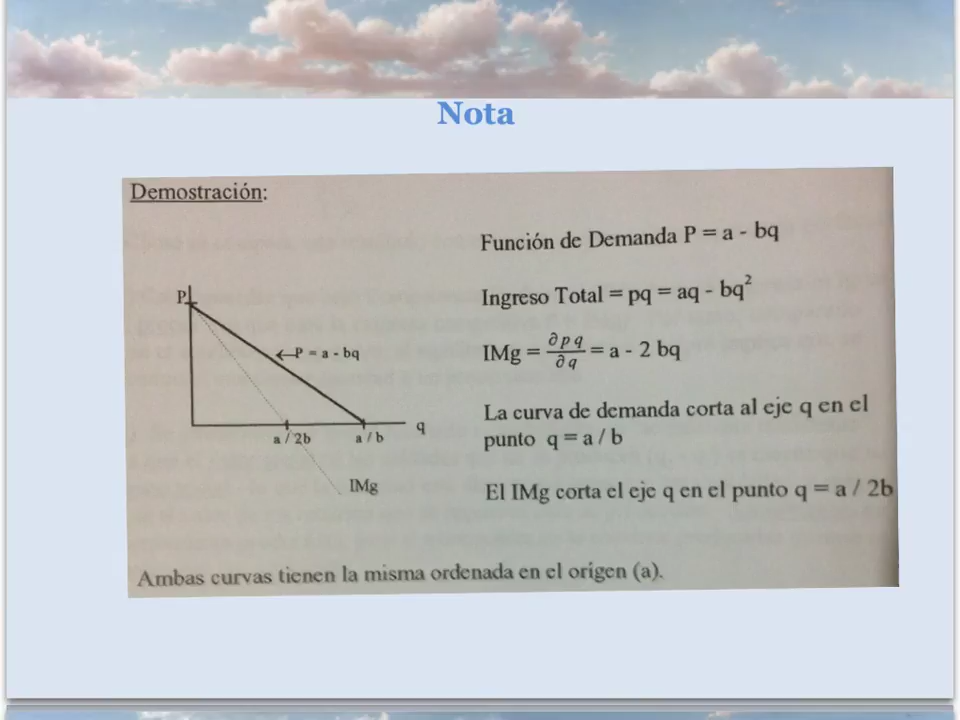 Nota
Demostración:
Función de Demanda P = a - bq
Ingreso Total = pq = aq - bq²
IMg = ∂pq/∂q = a - 2 bq
La curva de demanda corta al eje q en el
punto q = a / b
El IMg corta el eje q en el punto q = a / 2b
P
P = a - bq
q
a / 2b
a / b
IMg
Ambas curvas tienen la misma ordenada en el orígen (a).